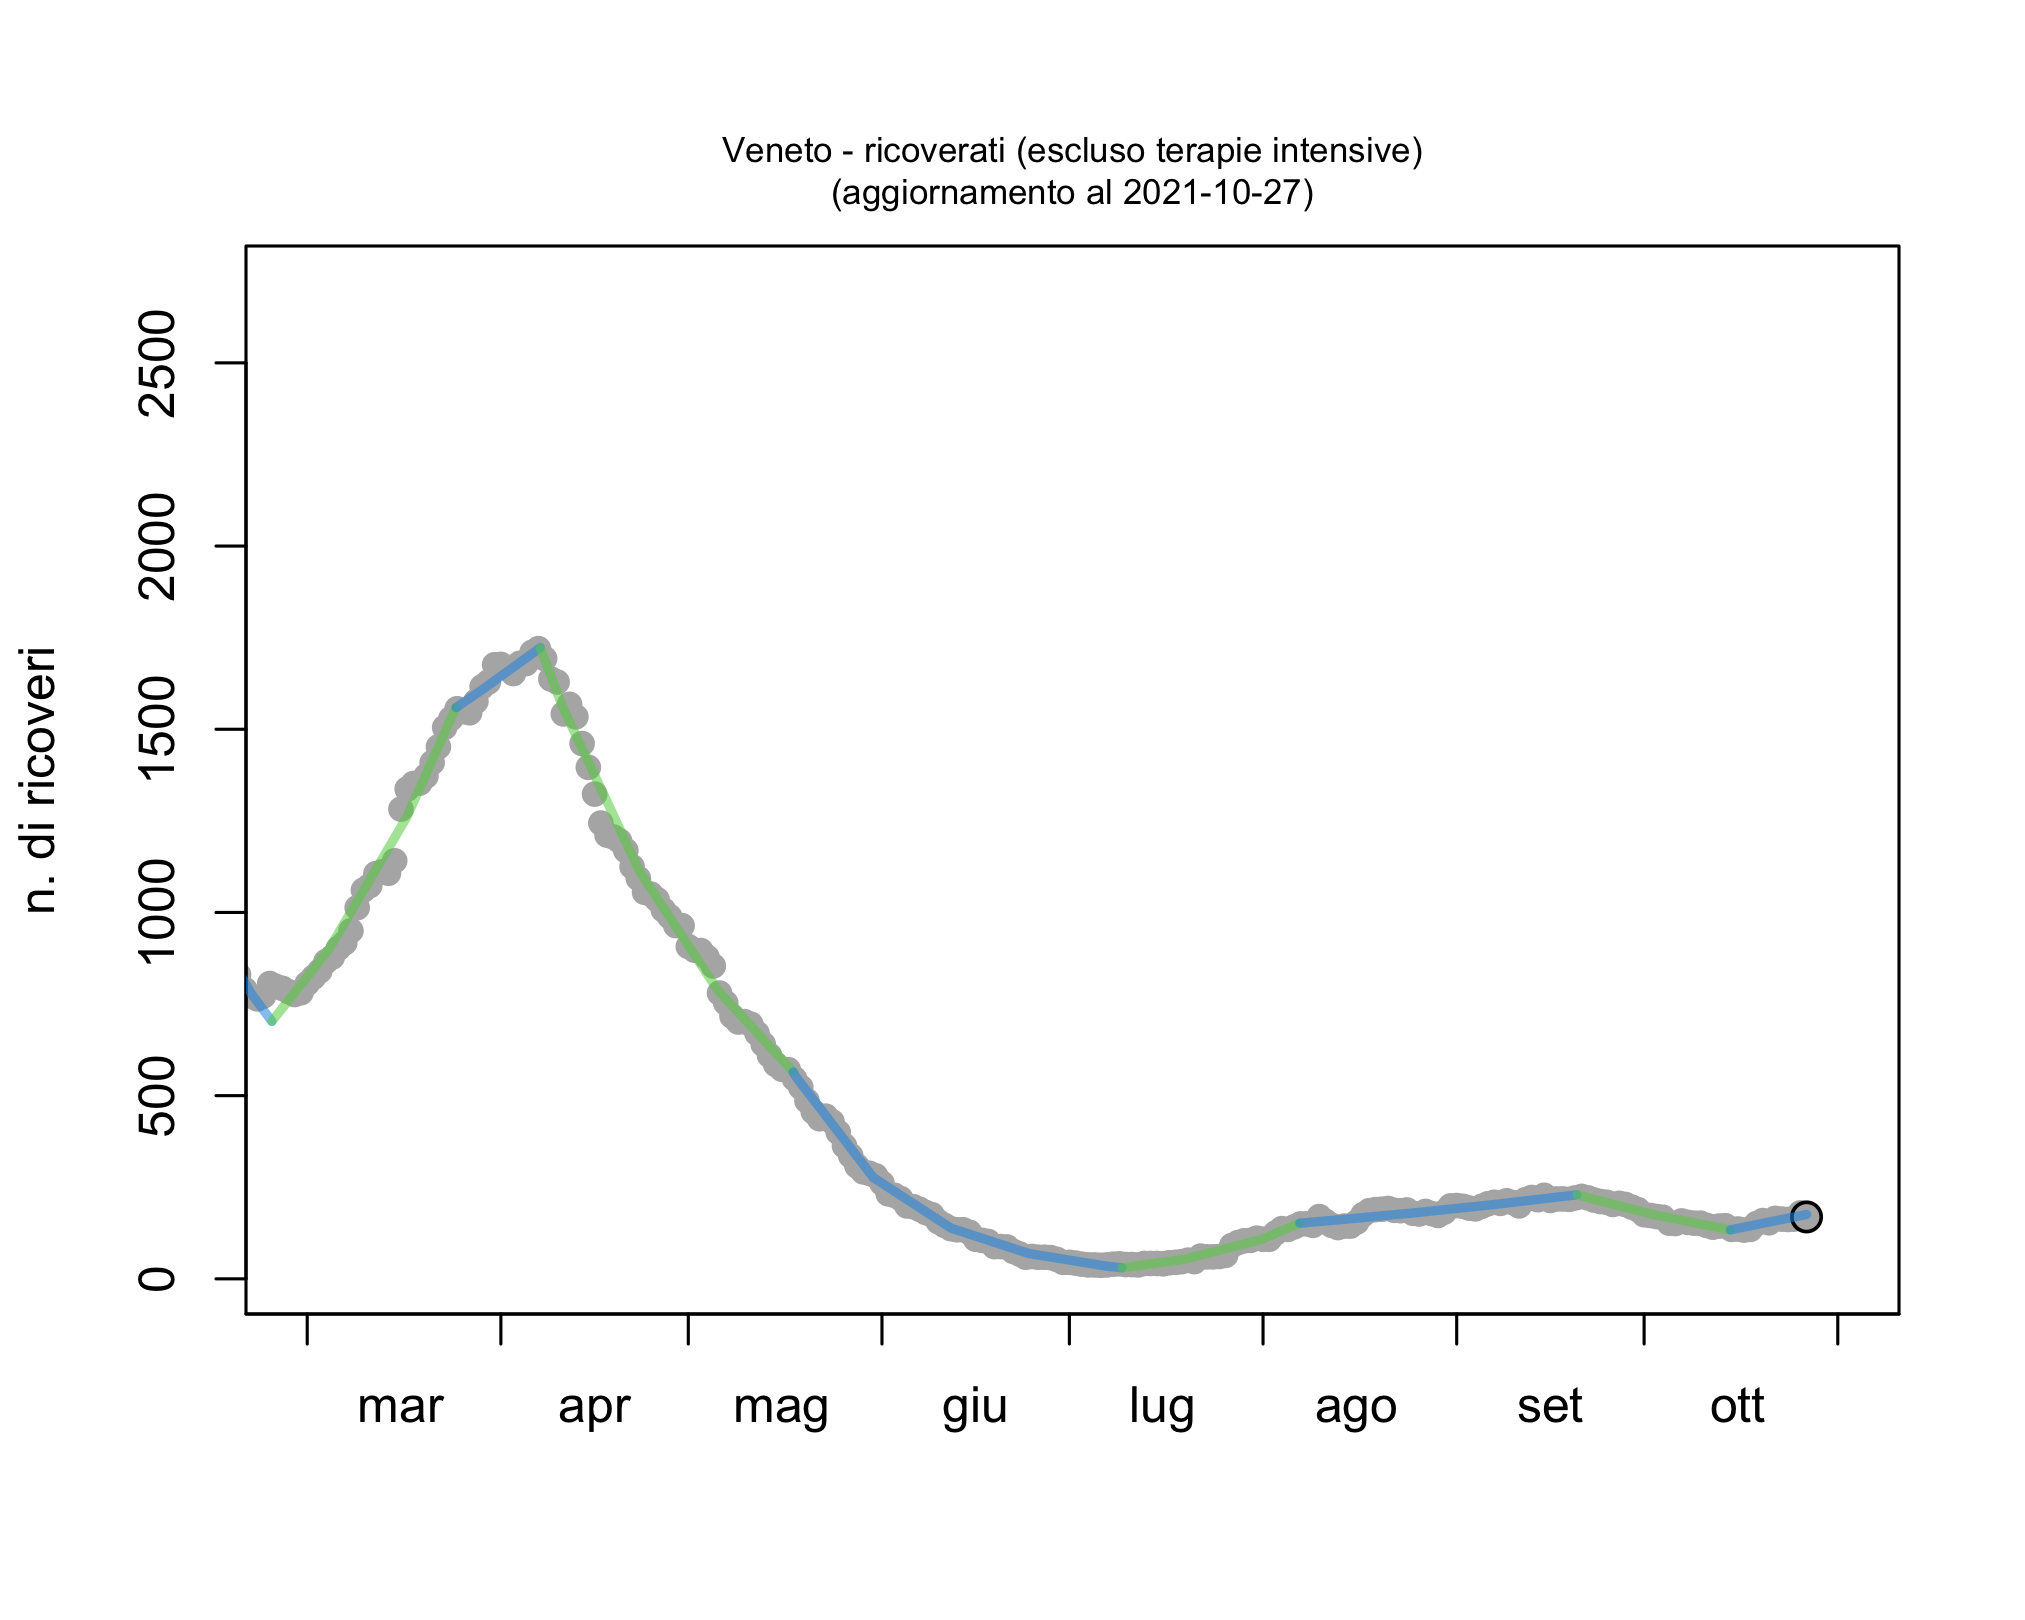 Veneto - ricoverati (escluso terapie intensive)
(aggiornamento al 2021-10-27)
n. di ricoveri
2500
2000
1500
1000
500
0
mar apr mag giu lug ago set ott